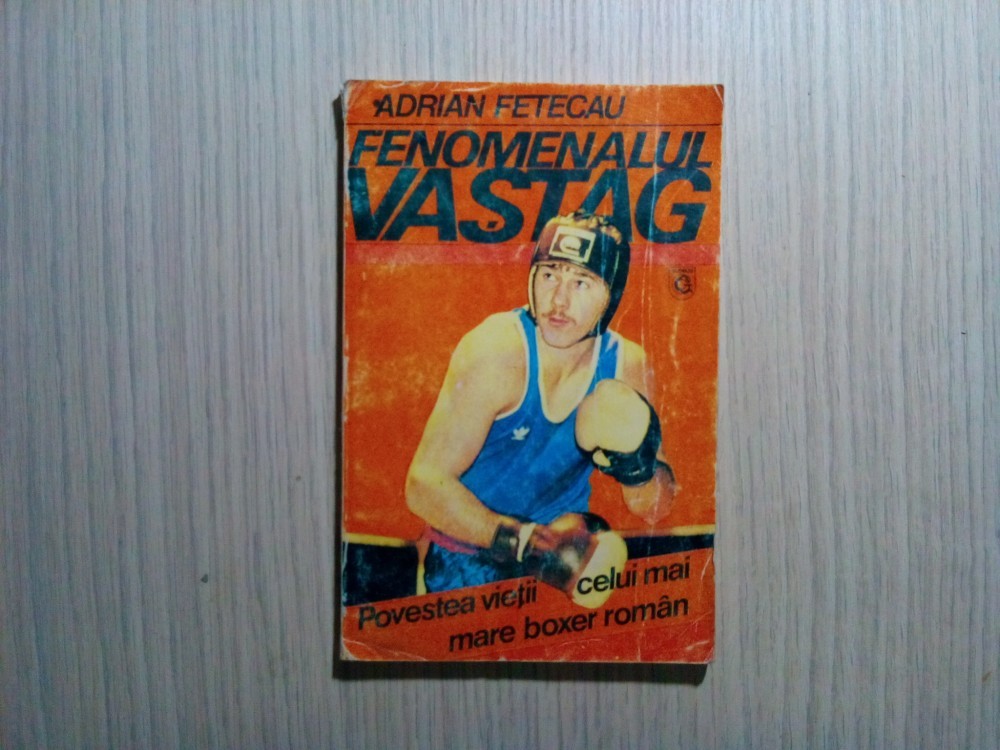 ADRIAN FETECAU
FENOMENALUL
VASTAG
Povestea vieții celui mai
mare boxer român